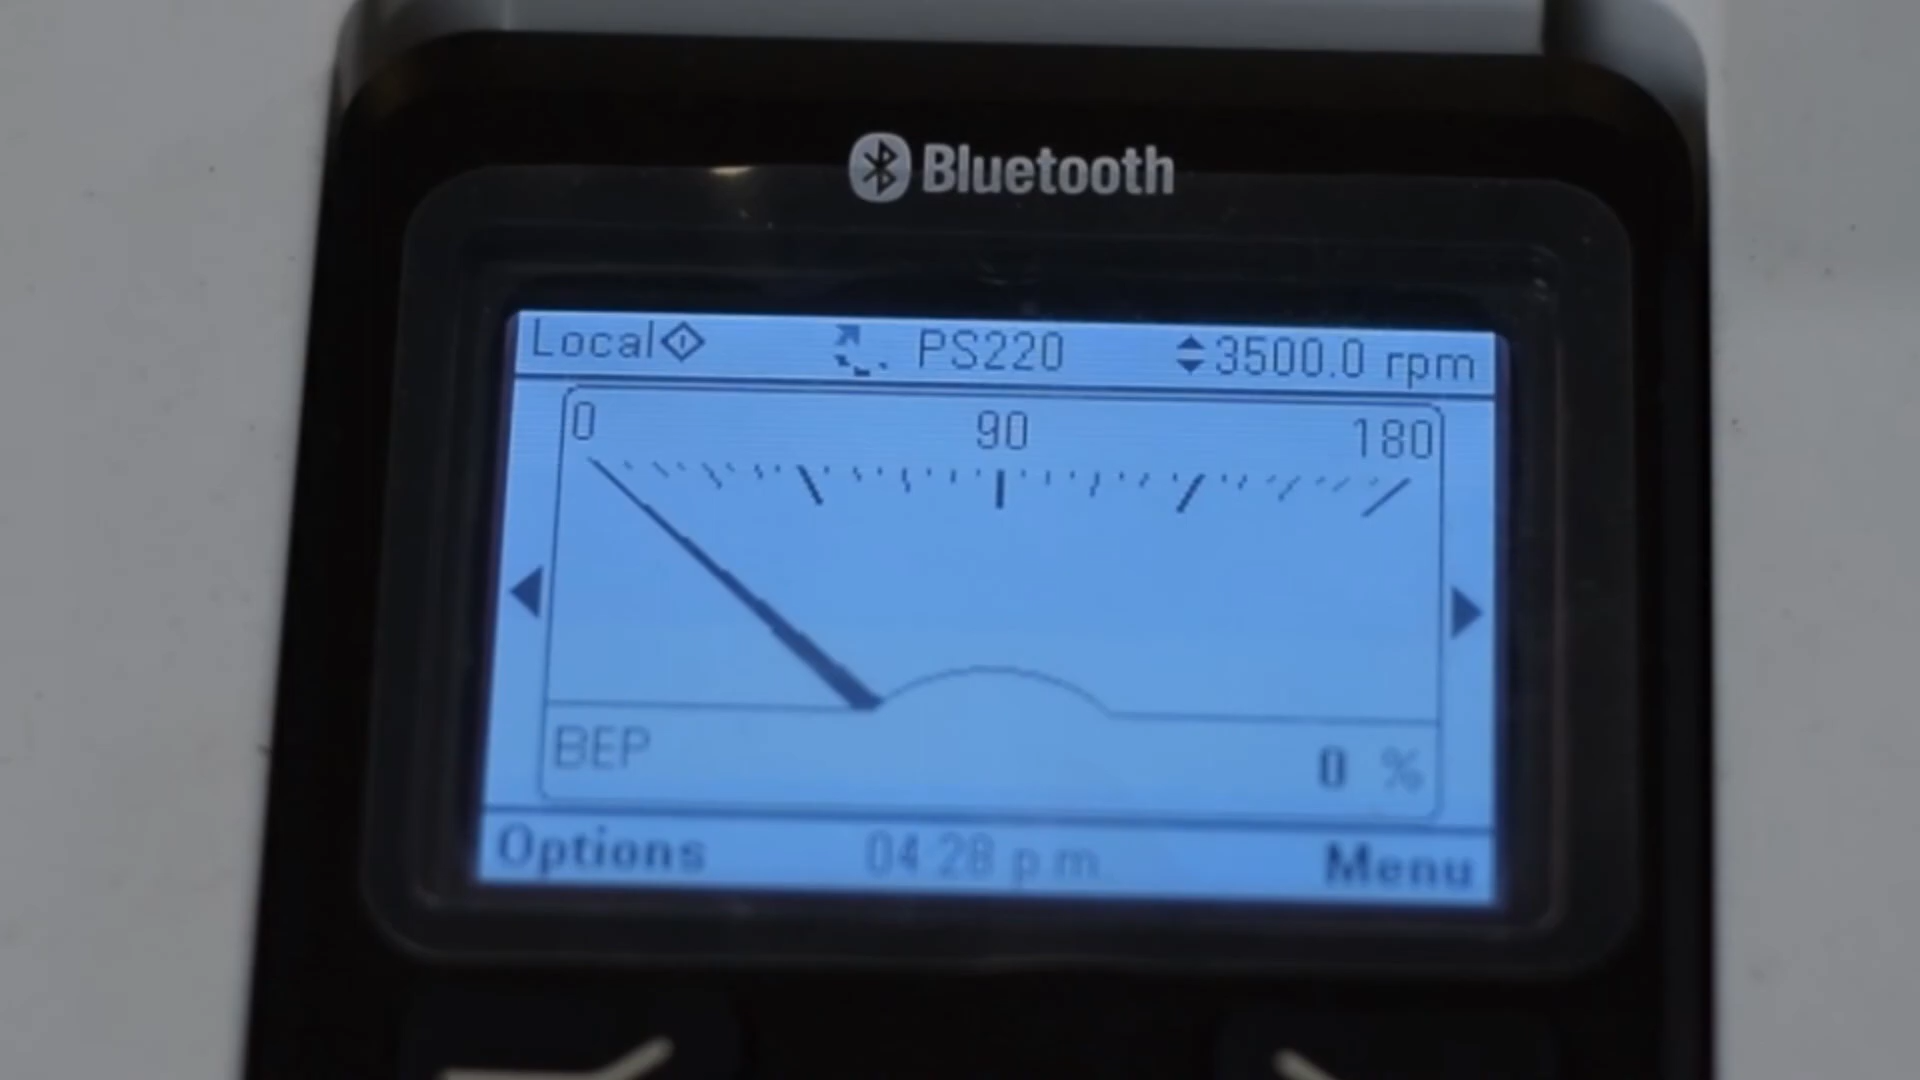 Bluetooth
Local PS220 3500.0 rpm
0 90 180
BEP 0 %
Options 04:28 p.m. Menu